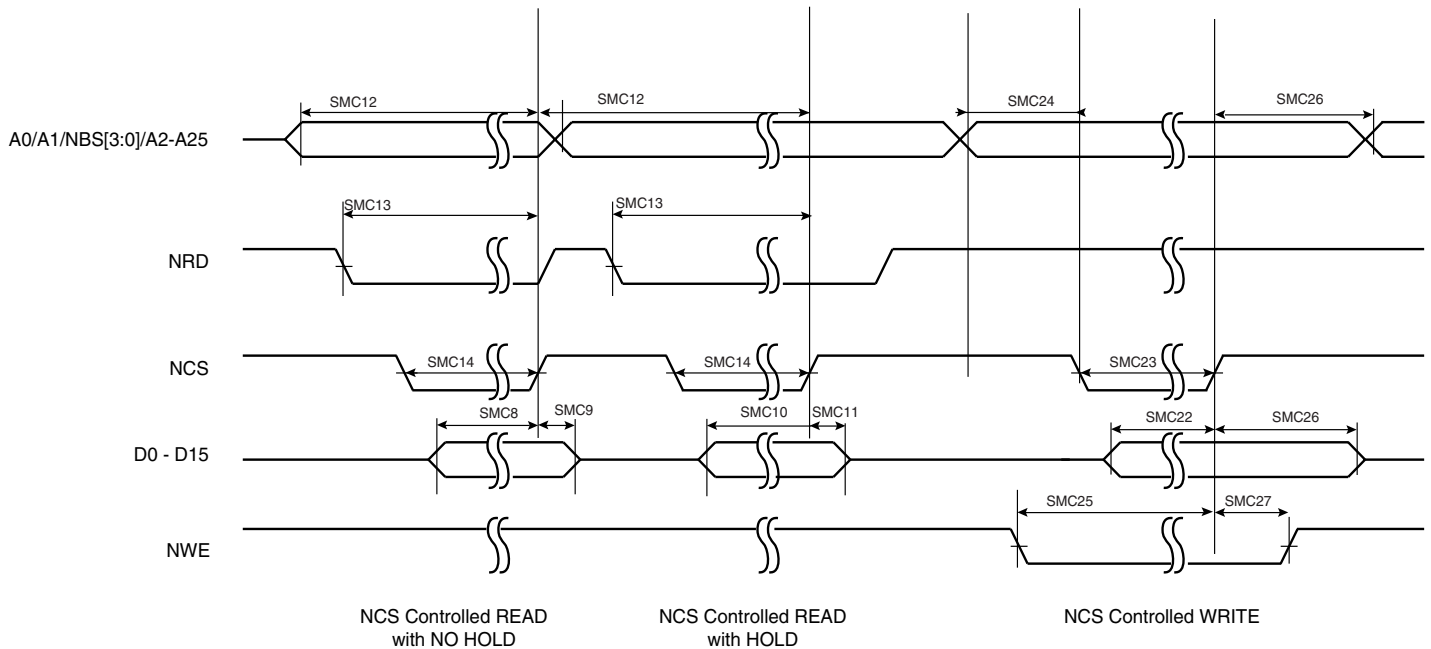 SMC12
SMC12
SMC24
SMC26
A0/A1/NBS[3:0]/A2-A25
SMC13
SMC13
NRD
NCS
SMC14
SMC14
SMC23
SMC8
SMC9
SMC10
SMC11
SMC22
SMC26
D0 - D15
SMC25
SMC27
NWE
NCS Controlled READ
with NO HOLD
NCS Controlled READ
with HOLD
NCS Controlled WRITE